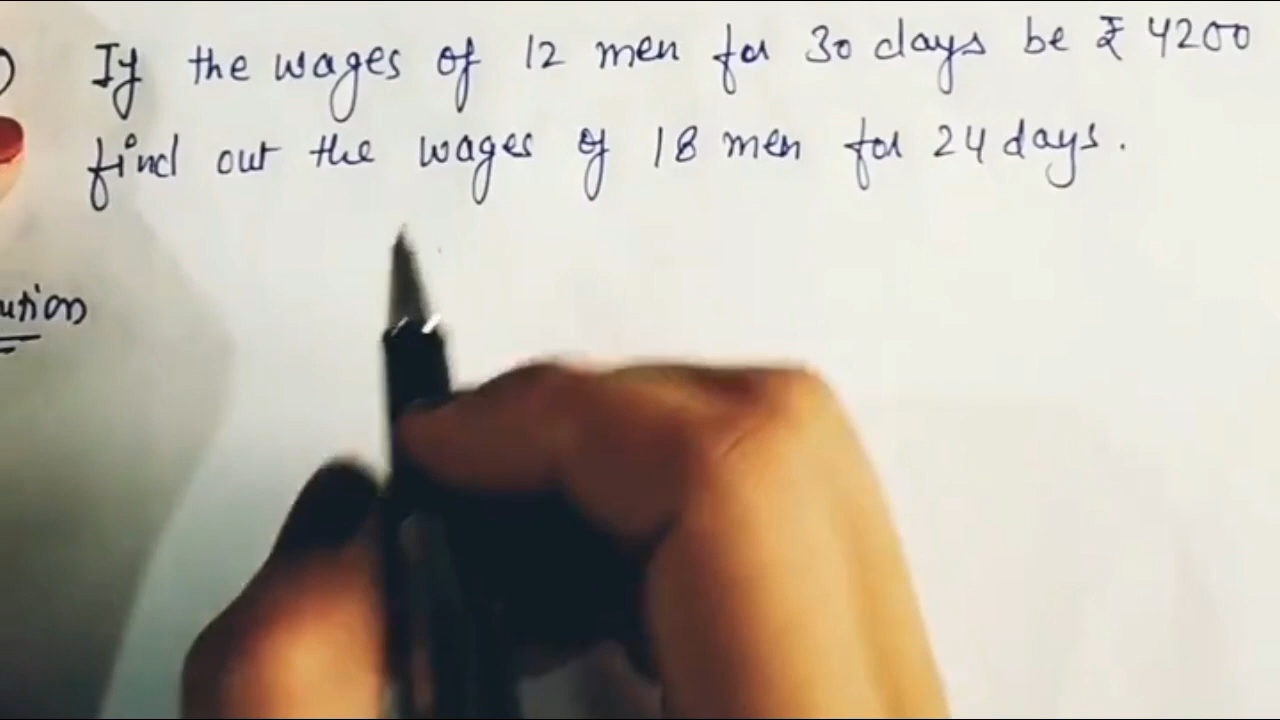 If the wages of 12 men for 30 days be ₹ 4200
find out the wages of 18 men for 24 days.